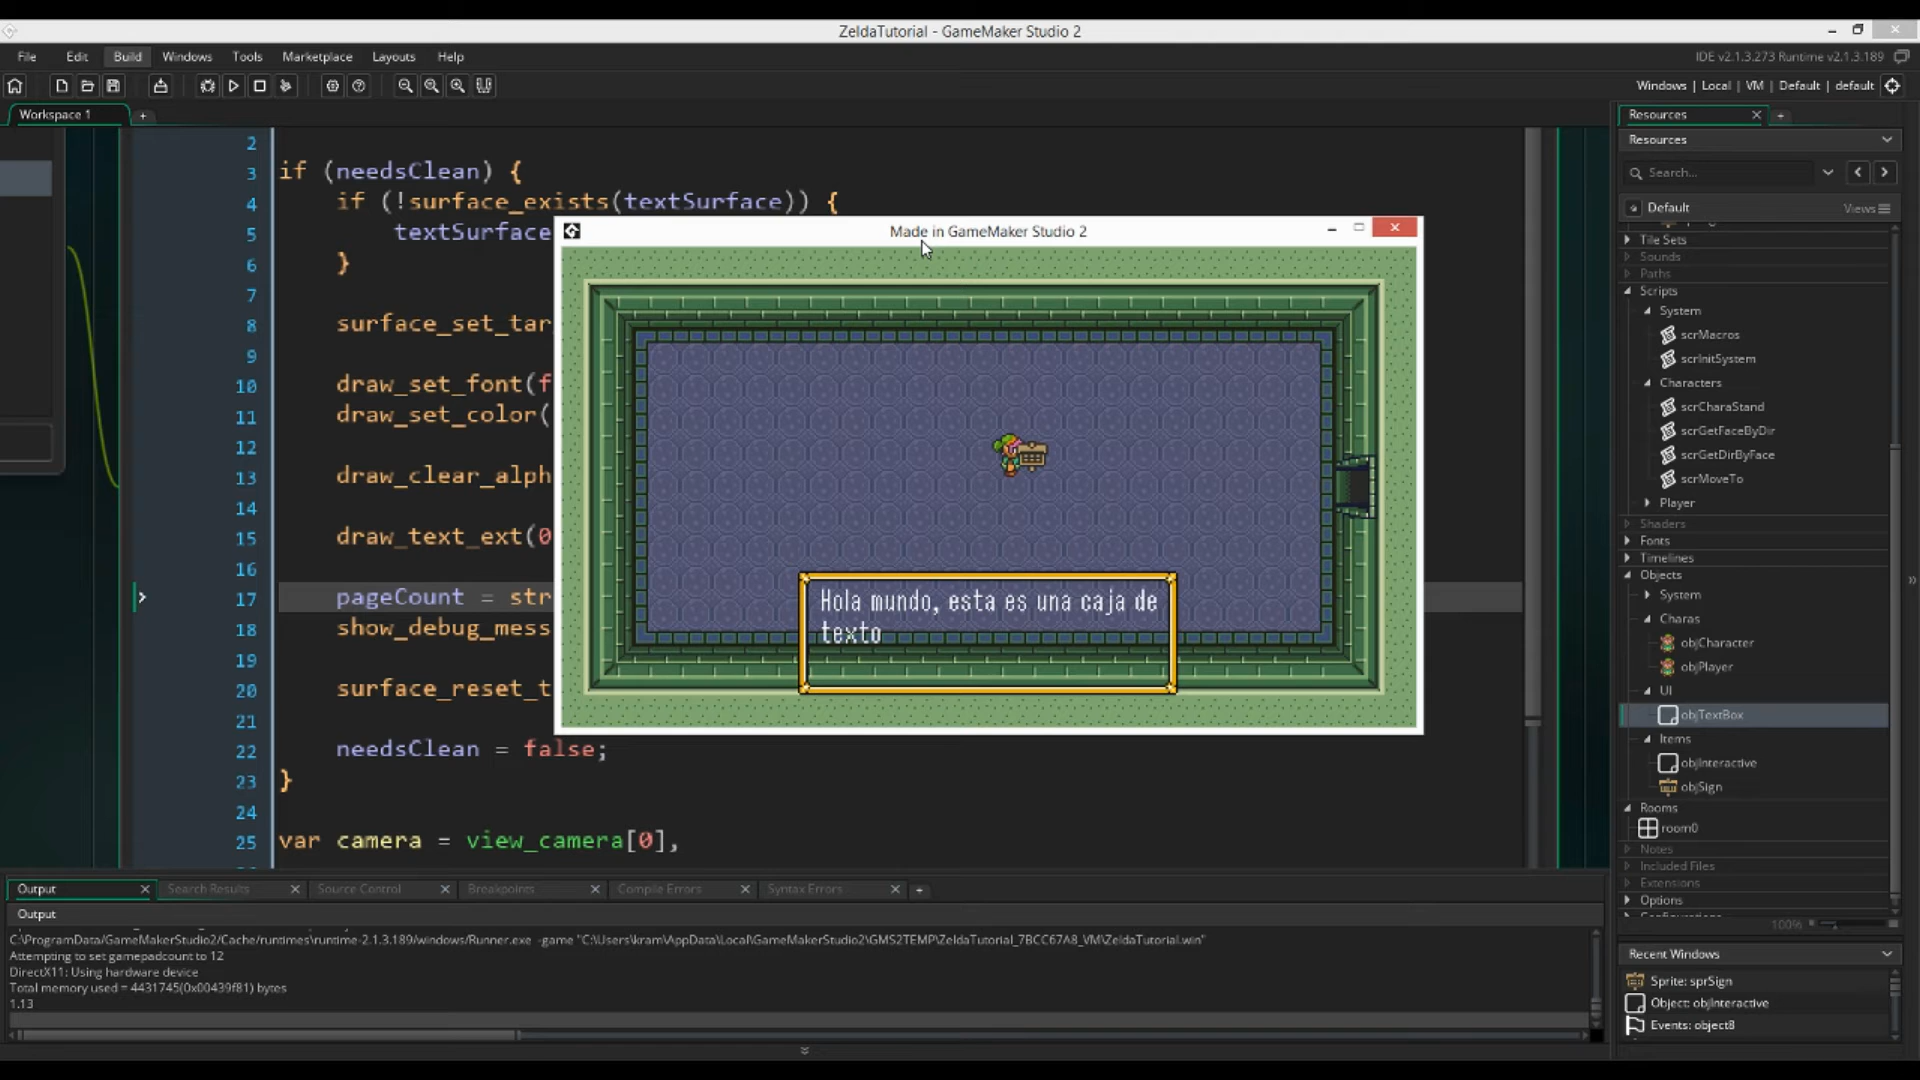 ZeldaTutorial - GameMaker Studio 2
File Edit Build Windows Tools Marketplace Layouts Help
IDE v2.1.3.273 Runtime v2.1.3.189
Windows | Local | VM | Default | default
Workspace 1
2
3 if (needsClean) {
4 if (!surface_exists(textSurface)) {
5 textSurface
6 }
7
8 surface_set_tar
9
10 draw_set_font(f
11 draw_set_color(
12
13 draw_clear_alph
14
15 draw_text_ext(0
16
17 pageCount = str
18 show_debug_mess
19
20 surface_reset_t
21
22 needsClean = false;
23 }
24
25 var camera = view_camera[0],
Made in GameMaker Studio 2
Hola mundo, esta es una caja de
texto
Resources
Resources
Search...
Default Views
Tile Sets
Sounds
Paths
Scripts
System
scrMacros
scrInitSystem
Characters
scrCharaStand
scrGetFaceByDir
scrGetDirByFace
scrMoveTo
Player
Shaders
Fonts
Timelines
Objects
System
Charas
objCharacter
objPlayer
UI
objTextBox
Items
objInteractive
objSign
Rooms
room0
Notes
Included Files
Extensions
Options
100%
Recent Windows
Sprite: sprSign
Object: objInteractive
Events: object8
Output Search Results Source Control Breakpoints Compile Errors Syntax Errors
Output
C:\ProgramData/GameMakerStudio2/Cache/runtimes\runtime-2.1.3.189/windows/Runner.exe -game "C:\Users\kram\AppData\Local\GameMakerStudio2\GMS2TEMP\ZeldaTutorial_7BCC67A8_VM\ZeldaTutorial.win"
Attempting to set gamepadcount to 12
DirectX11: Using hardware device
Total memory used = 4431745(0x00439f81) bytes
1.13